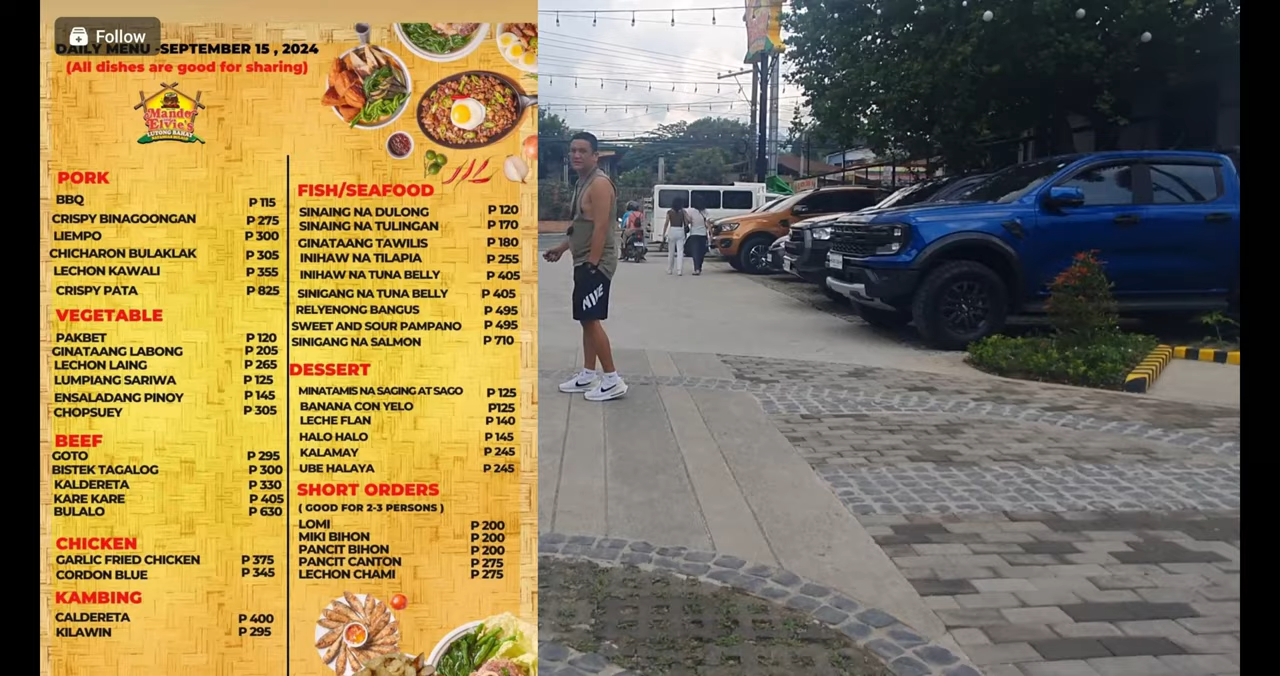 Follow
DAILY MENU -SEPTEMBER 15 , 2024
(All dishes are good for sharing)
Mando
Elvie's
LUTONG BAHAY
PORK
BBQ P 115
CRISPY BINAGOONGAN P 275
LIEMPO P 300
CHICHARON BULAKLAK P 305
LECHON KAWALI P 355
CRISPY PATA P 825
VEGETABLE
PAKBET P 120
GINATAANG LABONG P 205
LECHON LAING P 265
LUMPIANG SARIWA P 125
ENSALADANG PINOY P 145
CHOPSUEY P 305
BEEF
GOTO P 295
BISTEK TAGALOG P 300
KALDERETA P 330
KARE KARE P 405
BULALO P 630
CHICKEN
GARLIC FRIED CHICKEN P 375
CORDON BLUE P 345
KAMBING
CALDERETA P 400
KILAWIN P 295
FISH/SEAFOOD
SINAING NA DULONG P 120
SINAING NA TULINGAN P 170
GINATAANG TAWILIS P 180
INIHAW NA TILAPIA P 255
INIHAW NA TUNA BELLY P 405
SINIGANG NA TUNA BELLY P 405
RELYENONG BANGUS P 495
SWEET AND SOUR PAMPANO P 495
SINIGANG NA SALMON P 710
DESSERT
MINATAMIS NA SAGING AT SAGO P 125
BANANA CON YELO P125
LECHE FLAN P 140
HALO HALO P 145
KALAMAY P 245
UBE HALAYA P 245
SHORT ORDERS
( GOOD FOR 2-3 PERSONS )
LOMI P 200
MIKI BIHON P 200
PANCIT BIHON P 200
PANCIT CANTON P 275
LECHON CHAMI P 275
NIKE